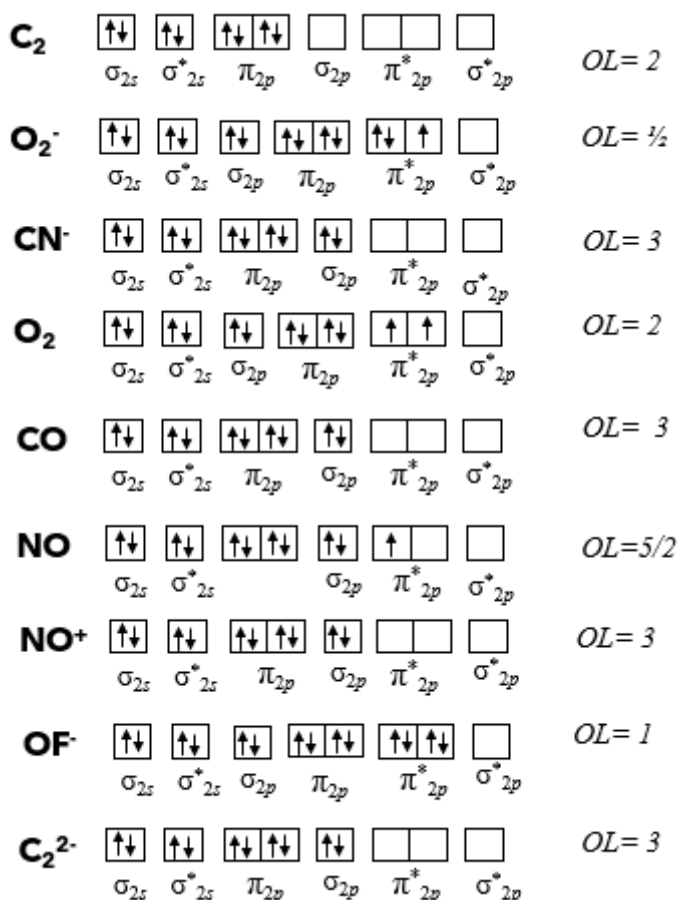 C₂ ↑↓ ↑↓ ↑↓ ↑↓ OL= 2
σ₂ₛ σ*₂ₛ π₂ₚ σ₂ₚ π*₂ₚ σ*₂ₚ
O₂⁻ ↑↓ ↑↓ ↑↓ ↑↓ ↑↓ ↑↓ ↑ OL= ½
σ₂ₛ σ*₂ₛ σ₂ₚ π₂ₚ π*₂ₚ σ*₂ₚ
CN⁻ ↑↓ ↑↓ ↑↓ ↑↓ ↑↓ OL= 3
σ₂ₛ σ*₂ₛ π₂ₚ σ₂ₚ π*₂ₚ σ*₂ₚ
O₂ ↑↓ ↑↓ ↑↓ ↑↓ ↑↓ ↑ ↑ OL= 2
σ₂ₛ σ*₂ₛ σ₂ₚ π₂ₚ π*₂ₚ σ*₂ₚ
CO ↑↓ ↑↓ ↑↓ ↑↓ ↑↓ OL= 3
σ₂ₛ σ*₂ₛ π₂ₚ σ₂ₚ π*₂ₚ σ*₂ₚ
NO ↑↓ ↑↓ ↑↓ ↑↓ ↑↓ ↑ OL=5/2
σ₂ₛ σ*₂ₛ σ₂ₚ π*₂ₚ σ*₂ₚ
NO⁺ ↑↓ ↑↓ ↑↓ ↑↓ ↑↓ OL= 3
σ₂ₛ σ*₂ₛ π₂ₚ σ₂ₚ π*₂ₚ σ*₂ₚ
OF⁻ ↑↓ ↑↓ ↑↓ ↑↓ ↑↓ ↑↓ ↑↓ OL= 1
σ₂ₛ σ*₂ₛ σ₂ₚ π₂ₚ π*₂ₚ σ*₂ₚ
C₂²⁻ ↑↓ ↑↓ ↑↓ ↑↓ ↑↓ OL= 3
σ₂ₛ σ*₂ₛ π₂ₚ σ₂ₚ π*₂ₚ σ*₂ₚ